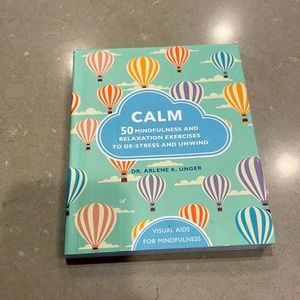 CALM
50 MINDFULNESS AND
RELAXATION EXERCISES
TO DE-STRESS AND UNWIND
DR. ARLENE K. UNGER
VISUAL AIDS
FOR MINDFULNESS